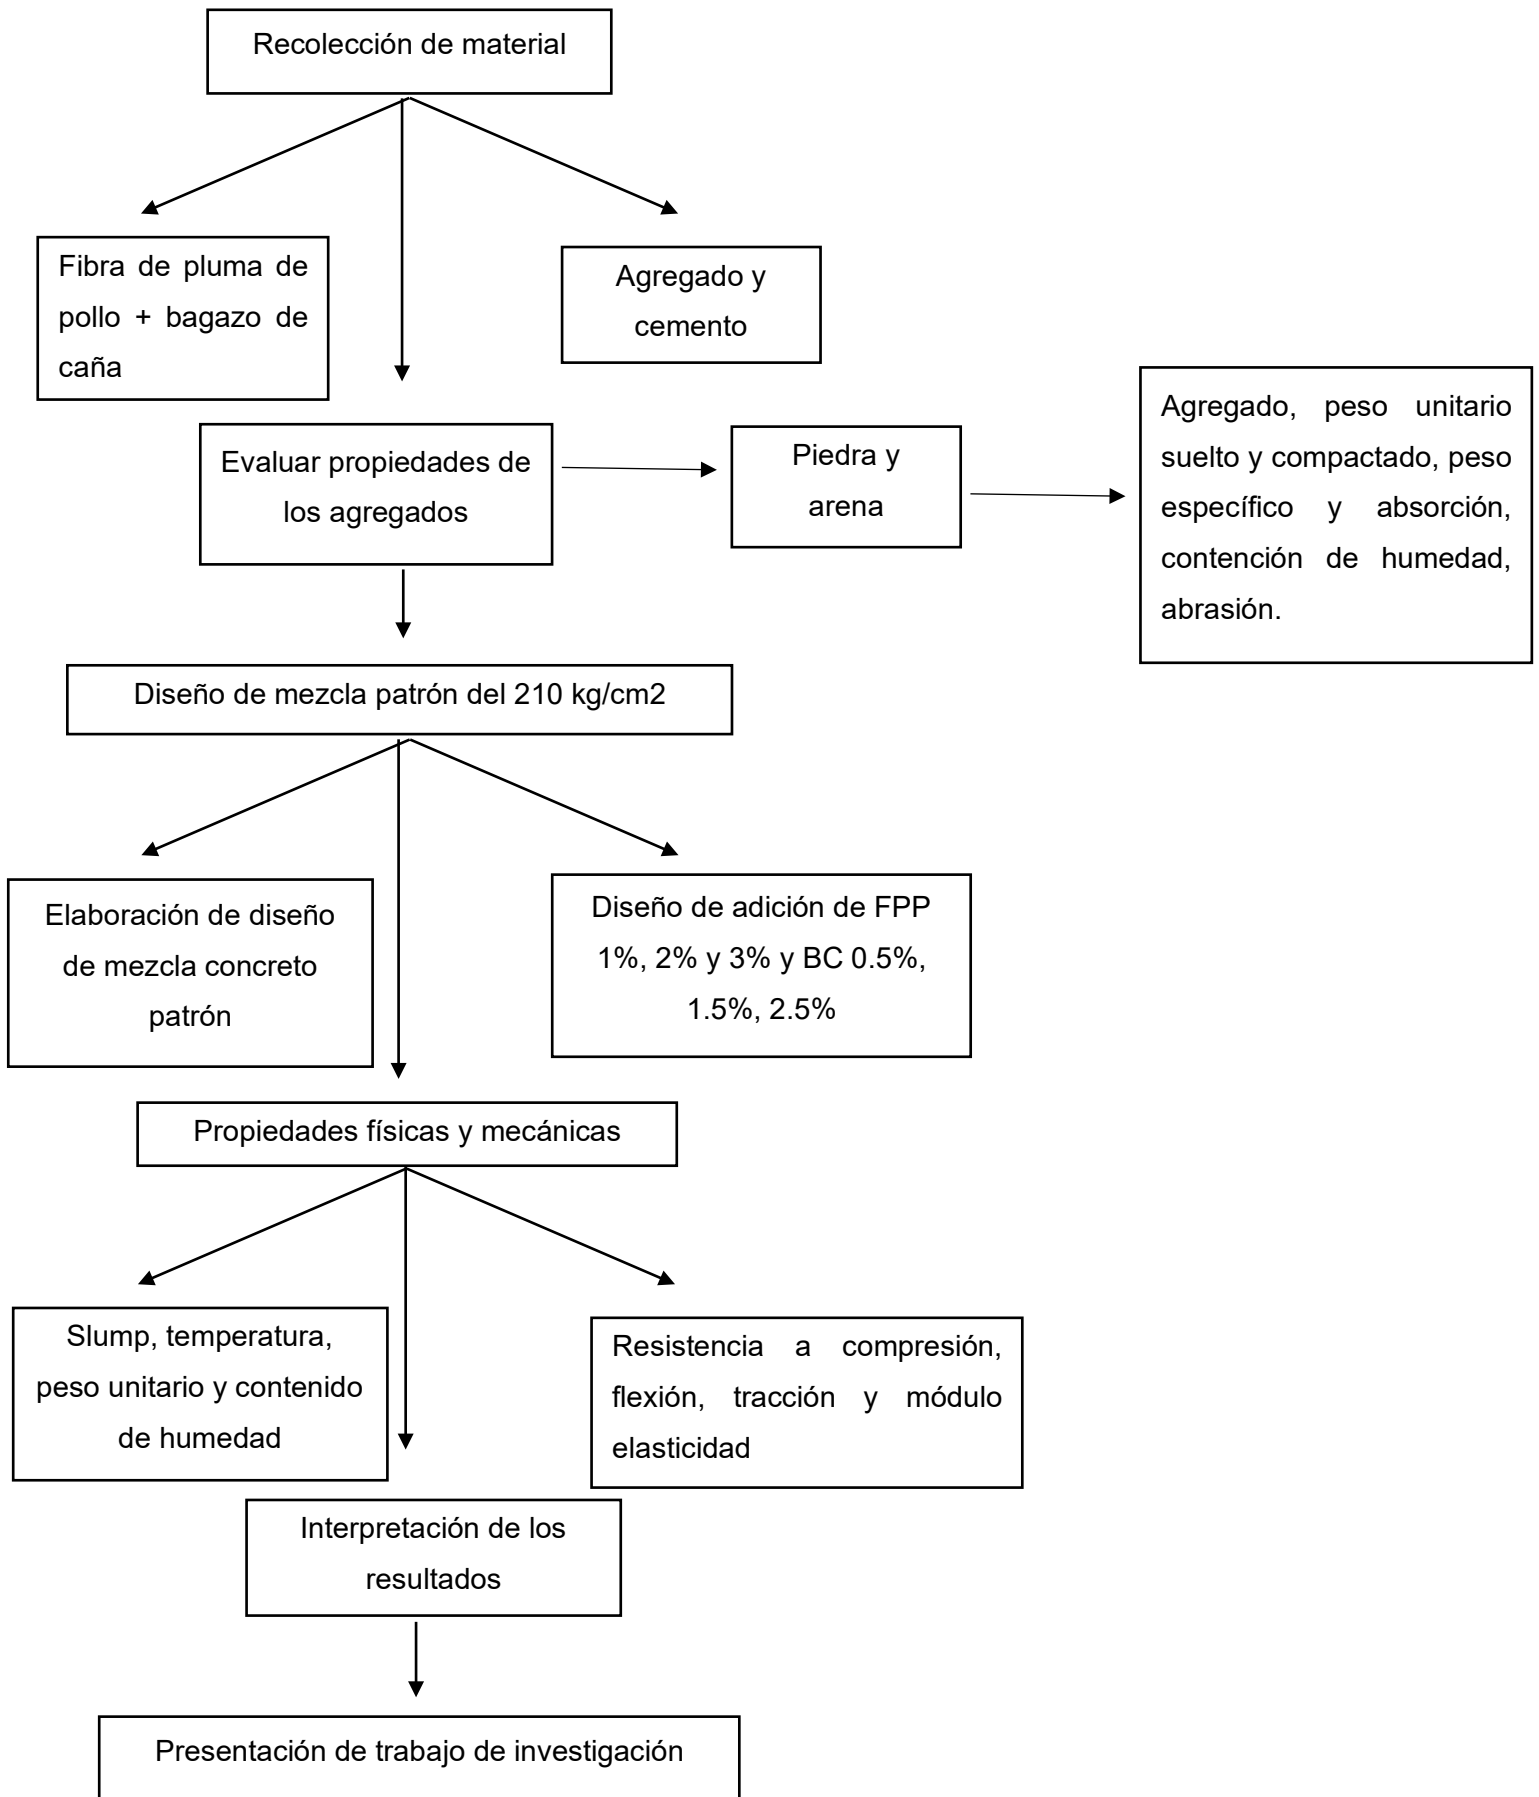 Recolección de material
Fibra de pluma de
pollo + bagazo de
caña
Agregado y
cemento
Evaluar propiedades de
los agregados
Piedra y
arena
Agregado, peso unitario
suelto y compactado, peso
específico y absorción,
contención de humedad,
abrasión.
Diseño de mezcla patrón del 210 kg/cm2
Elaboración de diseño
de mezcla concreto
patrón
Diseño de adición de FPP
1%, 2% y 3% y BC 0.5%,
1.5%, 2.5%
Propiedades físicas y mecánicas
Slump, temperatura,
peso unitario y contenido
de humedad
Resistencia a compresión,
flexión, tracción y módulo
elasticidad
Interpretación de los
resultados
Presentación de trabajo de investigación